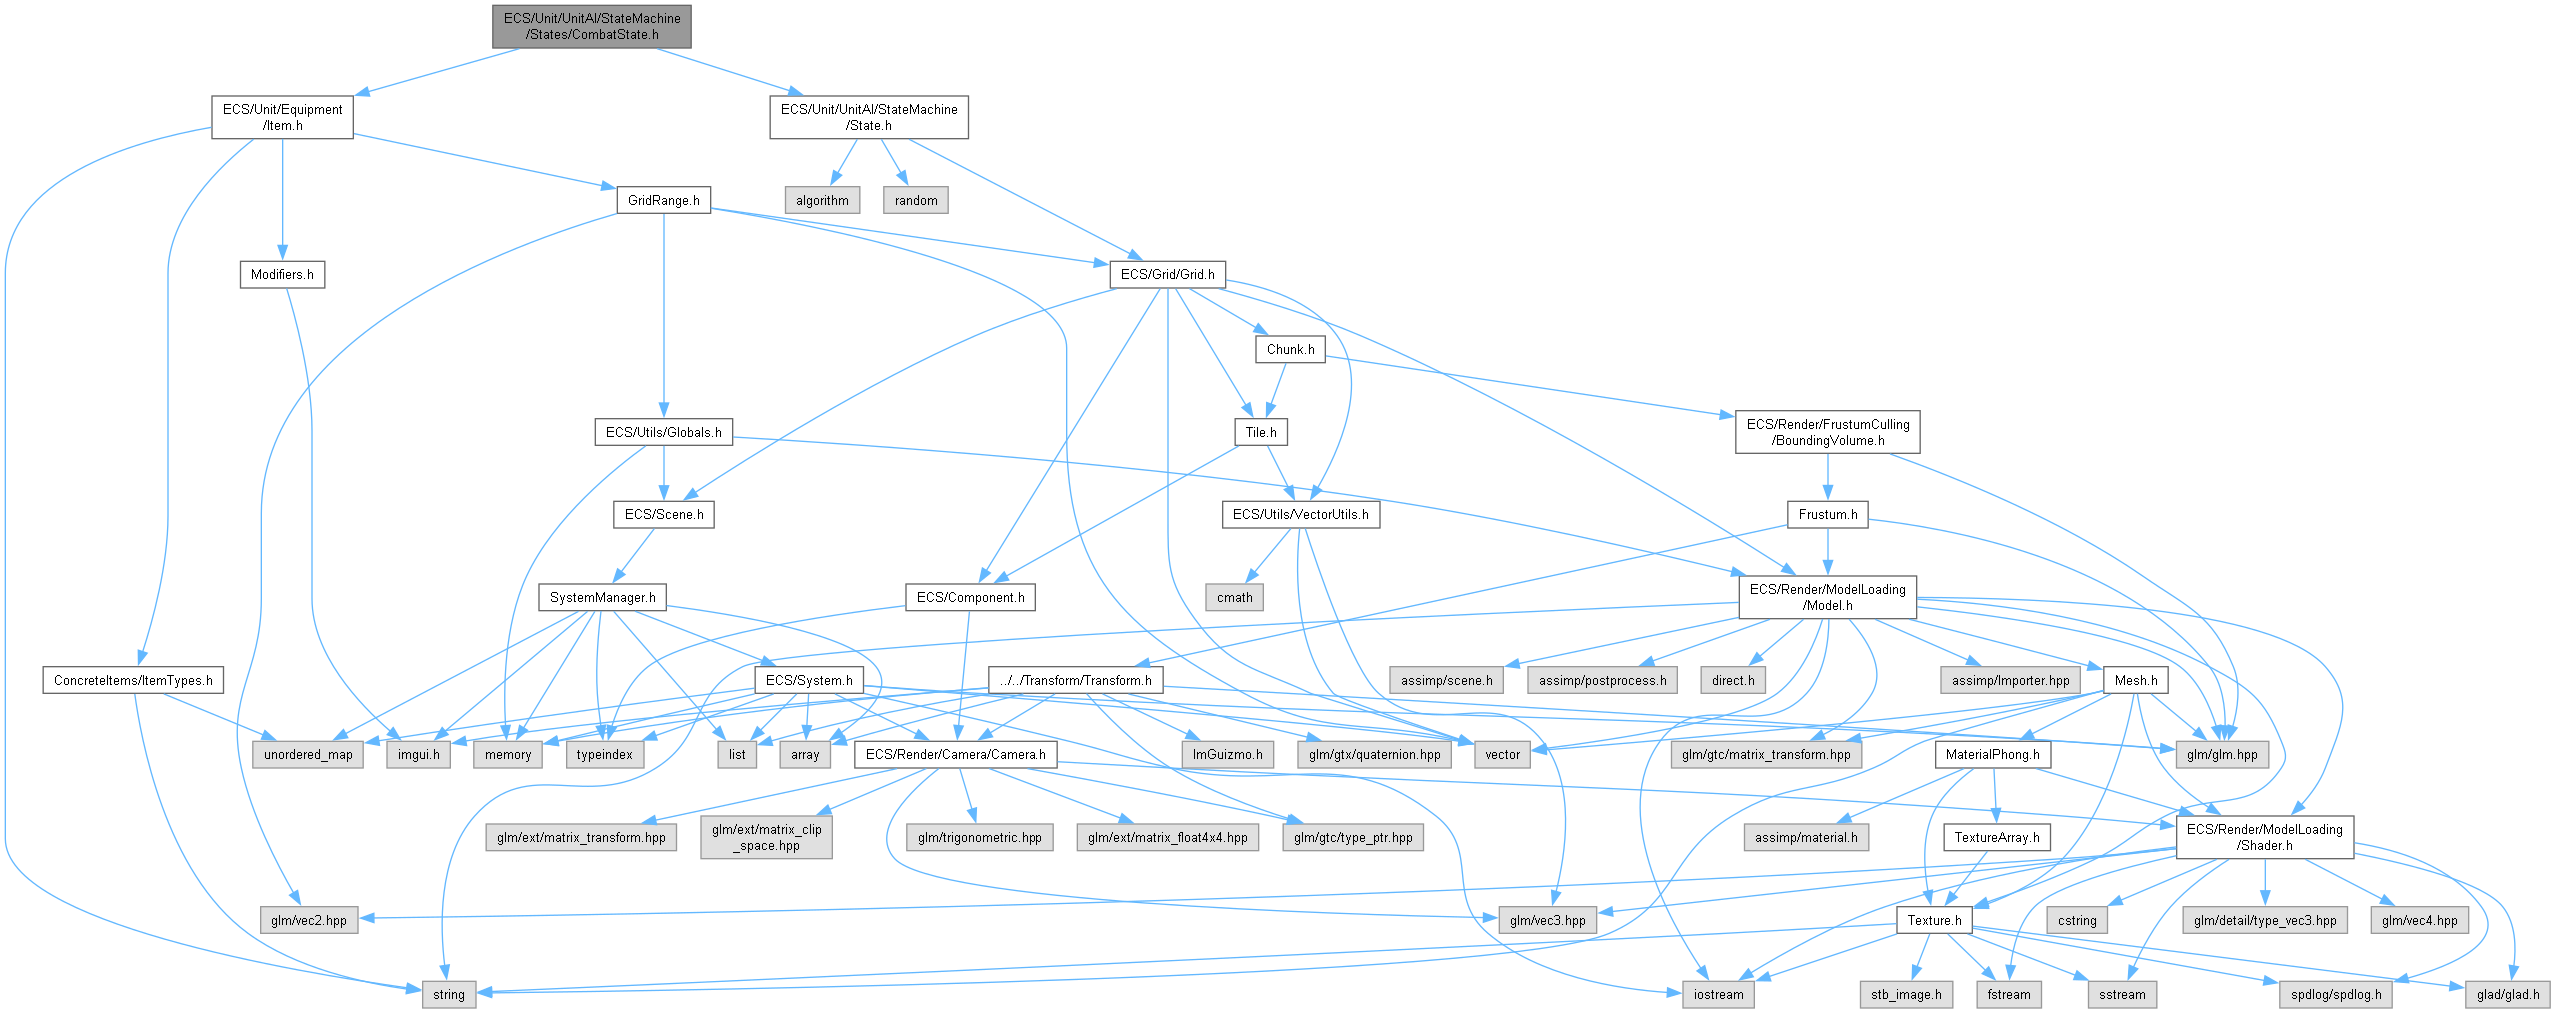 ECS/Unit/UnitAI/StateMachine
/States/CombatState.h
ECS/Unit/Equipment
/Item.h
ECS/Unit/UnitAI/StateMachine
/State.h
algorithm
random
GridRange.h
Modifiers.h
ECS/Grid/Grid.h
Chunk.h
ECS/Utils/Globals.h
Tile.h
ECS/Render/FrustumCulling
/BoundingVolume.h
ECS/Scene.h
ECS/Utils/VectorUtils.h
Frustum.h
SystemManager.h
ECS/Component.h
cmath
ECS/Render/ModelLoading
/Model.h
ConcreteItems/ItemTypes.h
ECS/System.h
../../Transform/Transform.h
assimp/scene.h
assimp/postprocess.h
direct.h
assimp/Importer.hpp
Mesh.h
unordered_map
imgui.h
memory
typeindex
list
array
ECS/Render/Camera/Camera.h
ImGuizmo.h
glm/gtx/quaternion.hpp
vector
glm/gtc/matrix_transform.hpp
MaterialPhong.h
glm/glm.hpp
glm/ext/matrix_transform.hpp
glm/ext/matrix_clip
_space.hpp
glm/trigonometric.hpp
glm/ext/matrix_float4x4.hpp
glm/gtc/type_ptr.hpp
assimp/material.h
TextureArray.h
ECS/Render/ModelLoading
/Shader.h
glm/vec2.hpp
glm/vec3.hpp
Texture.h
cstring
glm/detail/type_vec3.hpp
glm/vec4.hpp
string
iostream
stb_image.h
fstream
sstream
spdlog/spdlog.h
glad/glad.h